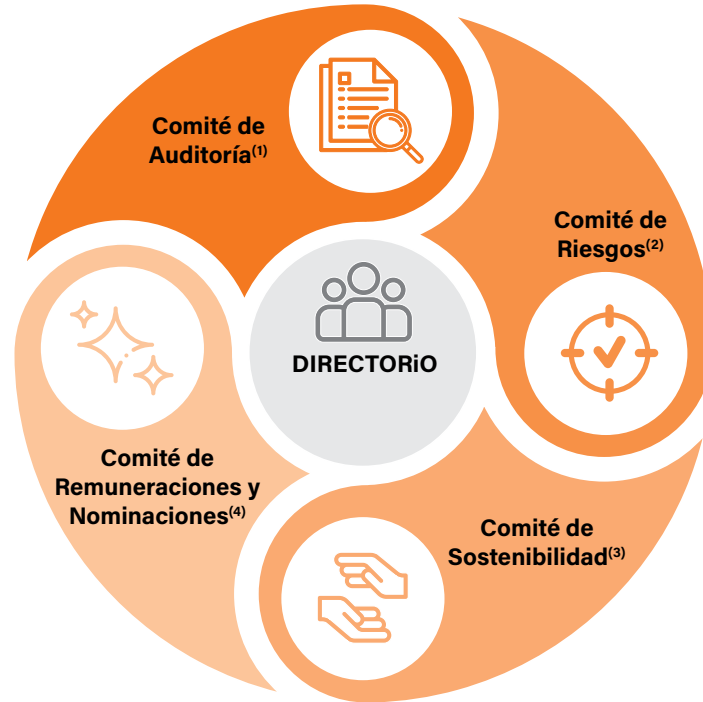 Comité de
Auditoría(1)
Comité de
Riesgos(2)
DIRECTORiO
Comité de
Remuneraciones y
Nominaciones(4)
Comité de
Sostenibilidad(3)